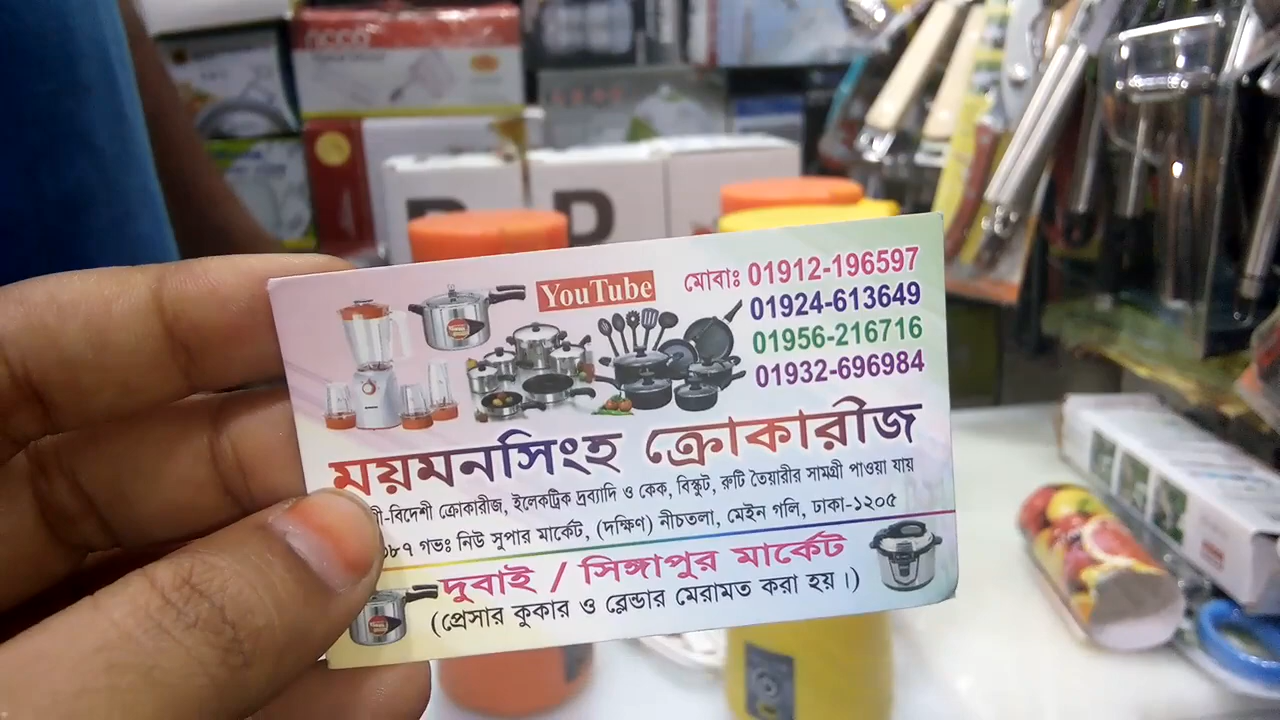 YouTube
মোবাঃ 01912-196597
01924-613649
01956-216716
01932-696984
ময়মনসিংহ ক্রোকারীজ
-বিদেশী ক্রোকারীজ, ইলেকট্রিক দ্রব্যাদি ও কেক, বিস্কুট, রুটি তৈয়ারীর সামগ্রী পাওয়া যায়
৮৭ গভঃ নিউ সুপার মার্কেট, (দক্ষিণ) নীচতলা, মেইন গলি, ঢাকা-১২০৫
দুবাই / সিঙ্গাপুর মার্কেট
(প্রেসার কুকার ও ব্লেন্ডার মেরামত করা হয়।)